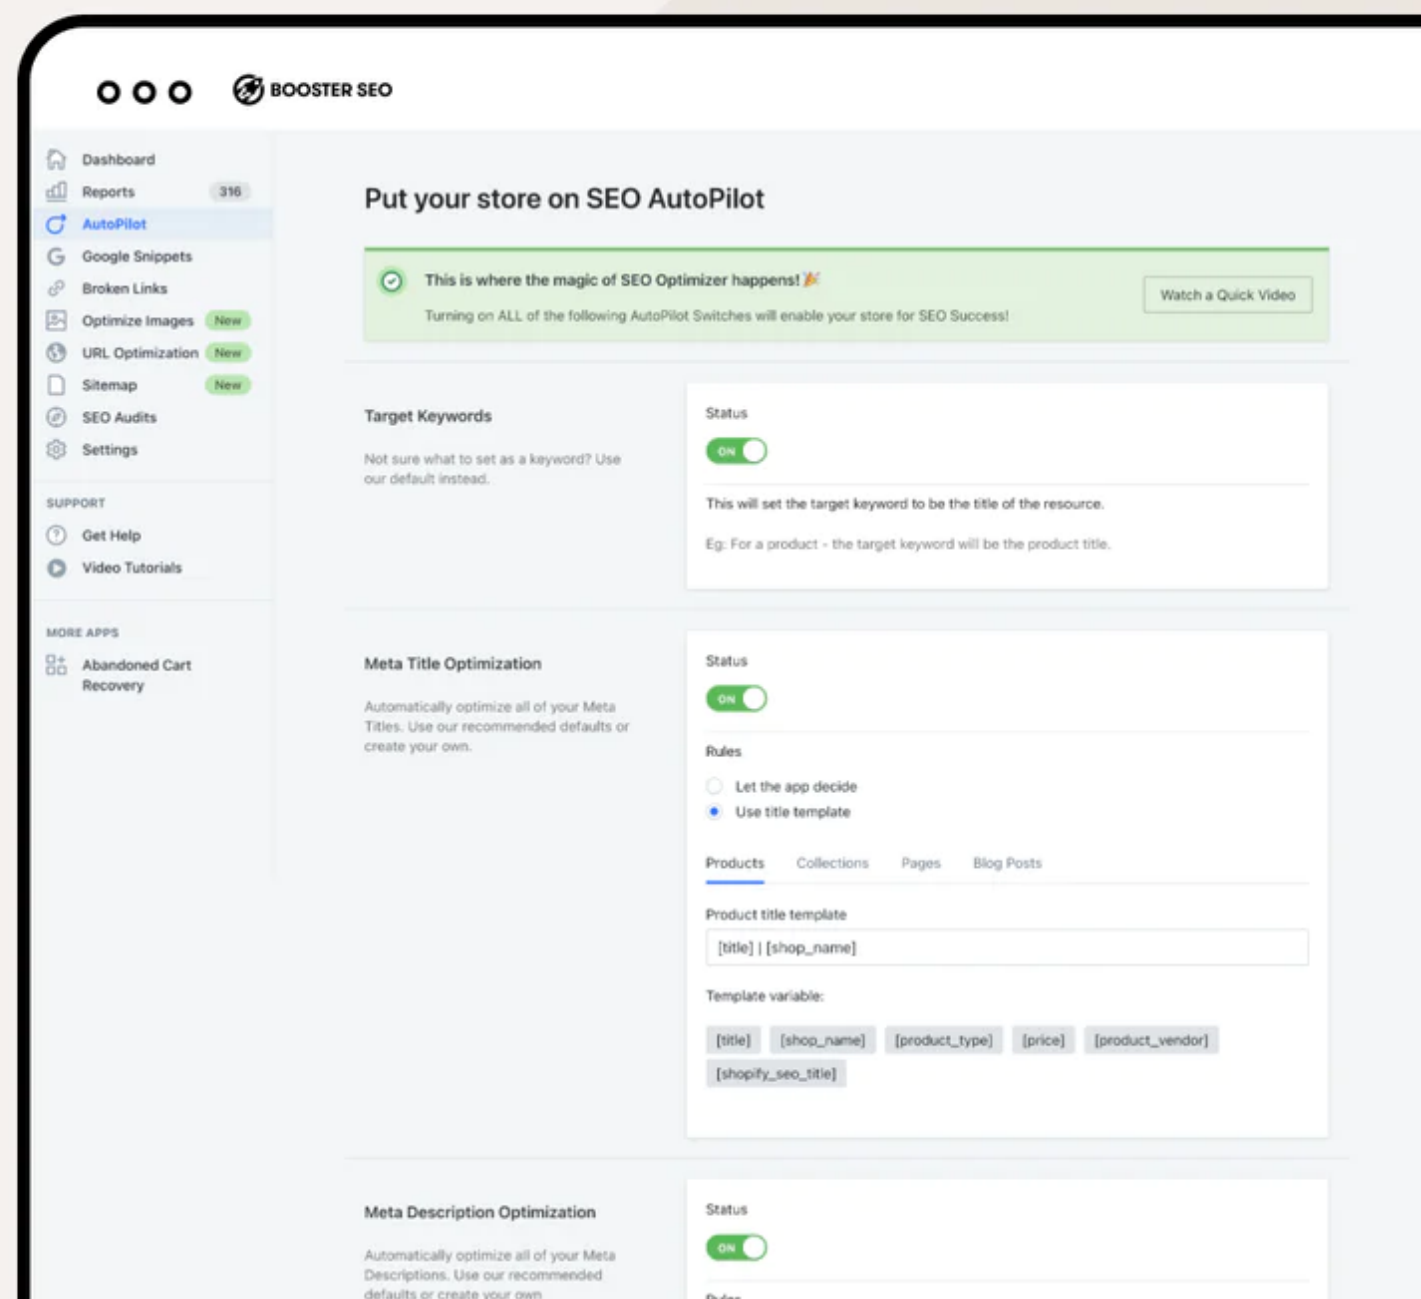 BOOSTER SEO
Dashboard
Reports 316
AutoPilot
Google Snippets
Broken Links
Optimize Images New
URL Optimization New
Sitemap New
SEO Audits
Settings
SUPPORT
Get Help
Video Tutorials
MORE APPS
Abandoned Cart
Recovery
Put your store on SEO AutoPilot
This is where the magic of SEO Optimizer happens!🎉
Turning on ALL of the following AutoPilot Switches will enable your store for SEO Success!
Watch a Quick Video
Target Keywords
Not sure what to set as a keyword? Use
our default instead.
Status
ON
This will set the target keyword to be the title of the resource.
Eg: For a product - the target keyword will be the product title.
Meta Title Optimization
Automatically optimize all of your Meta
Titles. Use our recommended defaults or
create your own.
Status
ON
Rules
Let the app decide
Use title template
Products Collections Pages Blog Posts
Product title template
[title] | [shop_name]
Template variable:
[title] [shop_name] [product_type] [price] [product_vendor]
[shopify_seo_title]
Meta Description Optimization
Automatically optimize all of your Meta
Descriptions. Use our recommended
defaults or create your own
Status
ON
Rules